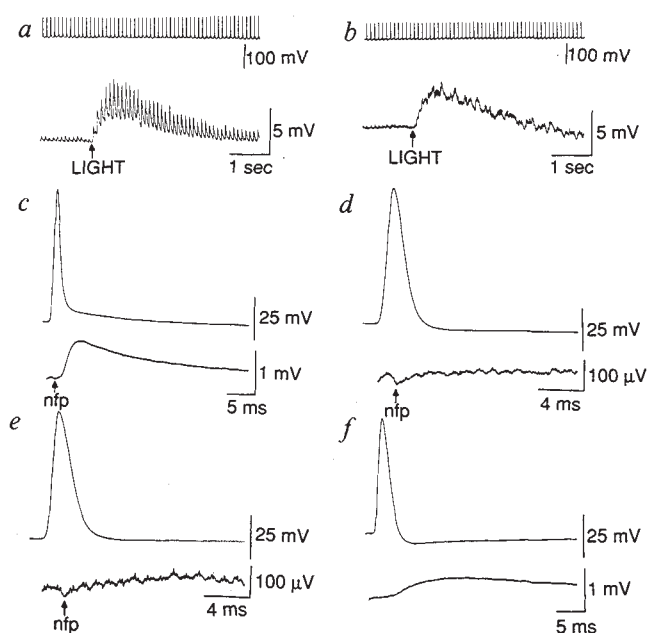 a
100 mV
5 mV
LIGHT
1 sec
b
100 mV
5 mV
LIGHT
1 sec
c
25 mV
1 mV
nfp
5 ms
d
25 mV
100 µV
nfp
4 ms
e
25 mV
100 µV
nfp
4 ms
f
25 mV
1 mV
5 ms